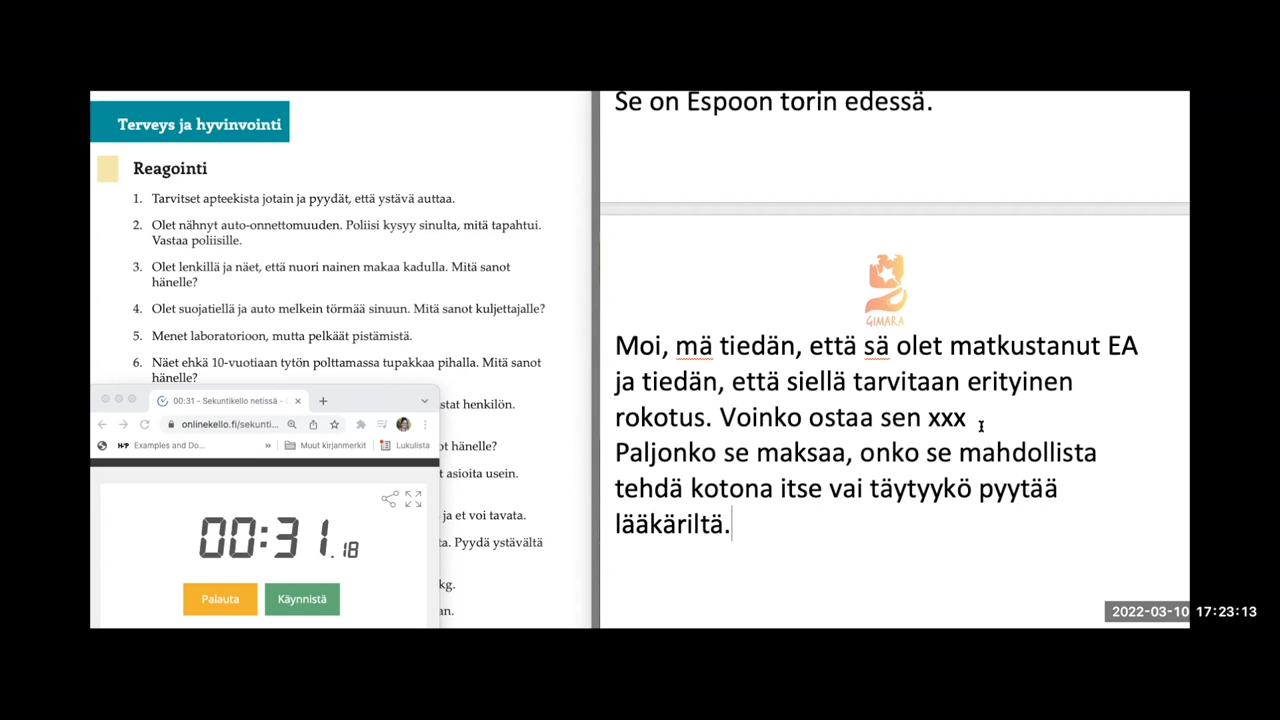 Terveys ja hyvinvointi
Reagointi
1. Tarvitset apteekista jotain ja pyydät, että ystävä auttaa.
2. Olet nähnyt auto-onnettomuuden. Poliisi kysyy sinulta, mitä tapahtui.
Vastaa poliisille.
3. Olet lenkillä ja näet, että nuori nainen makaa kadulla. Mitä sanot
hänelle?
4. Olet suojatiellä ja auto melkein törmää sinuun. Mitä sanot kuljettajalle?
5. Menet laboratorioon, mutta pelkäät pistämistä.
6. Näet ehkä 10-vuotiaan tytön polttamassa tupakkaa pihalla. Mitä sanot
hänelle?
stat henkilön.
ot hänelle?
t asioita usein.
ja et voi tavata.
ta. Pyydä ystävältä
kg.
an.
00:31 - Sekuntikello netissä -
onlinekello.fi/sekunti...
Examples and Do... » Muut kirjanmerkit Lukulista
00:31.18
Palauta Käynnistä
Se on Espoon torin edessä.
GIMARA
Moi, mä tiedän, että sä olet matkustanut EA
ja tiedän, että siellä tarvitaan erityinen
rokotus. Voinko ostaa sen xxx
Paljonko se maksaa, onko se mahdollista
tehdä kotona itse vai täytyykö pyytää
lääkäriltä.
2022-03-10 17:23:13